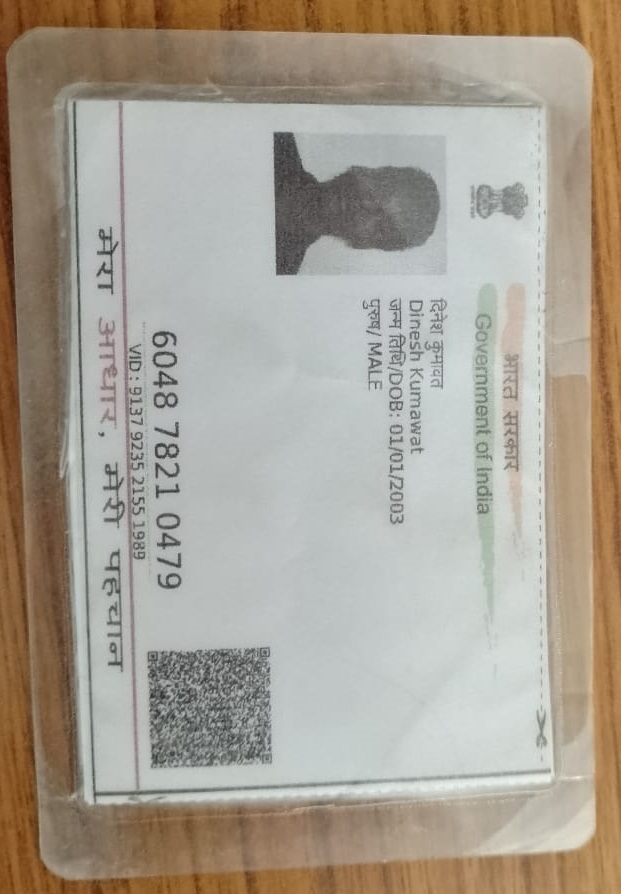 भारत सरकार
Government of India
दिनेश कुमावत
Dinesh Kumawat
जन्म तिथि/DOB: 01/01/2003
पुरुष/ MALE
6048 7821 0479
VID : 9137 9235 2155 1989
मेरा आधार, मेरी पहचान